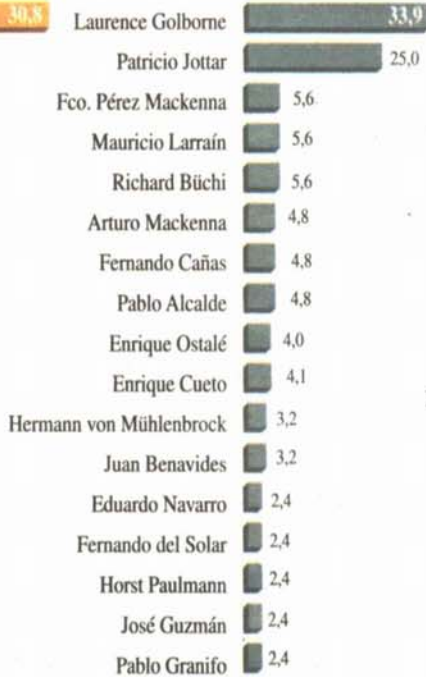 30,8 Laurence Golborne 33,9
Patricio Jottar 25,0
Fco. Pérez Mackenna 5,6
Mauricio Larraín 5,6
Richard Büchi 5,6
Arturo Mackenna 4,8
Fernando Cañas 4,8
Pablo Alcalde 4,8
Enrique Ostalé 4,0
Enrique Cueto 4,1
Hermann von Mühlenbrock 3,2
Juan Benavides 3,2
Eduardo Navarro 2,4
Fernando del Solar 2,4
Horst Paulmann 2,4
José Guzmán 2,4
Pablo Granifo 2,4